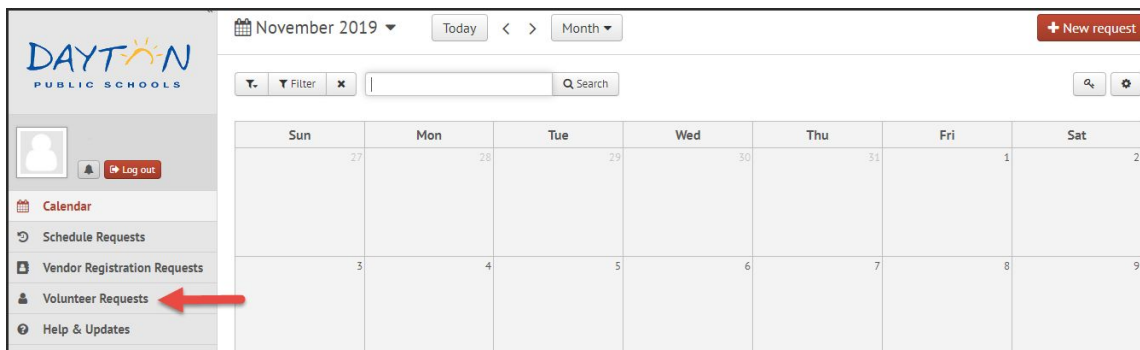 DAYTON
PUBLIC SCHOOLS
Log out
Calendar
Schedule Requests
Vendor Registration Requests
Volunteer Requests
Help & Updates
November 2019
Today < > Month
+ New request
Filter x Search
Sun Mon Tue Wed Thu Fri Sat
27 28 29 30 31 1 2
3 4 5 6 7 8 9